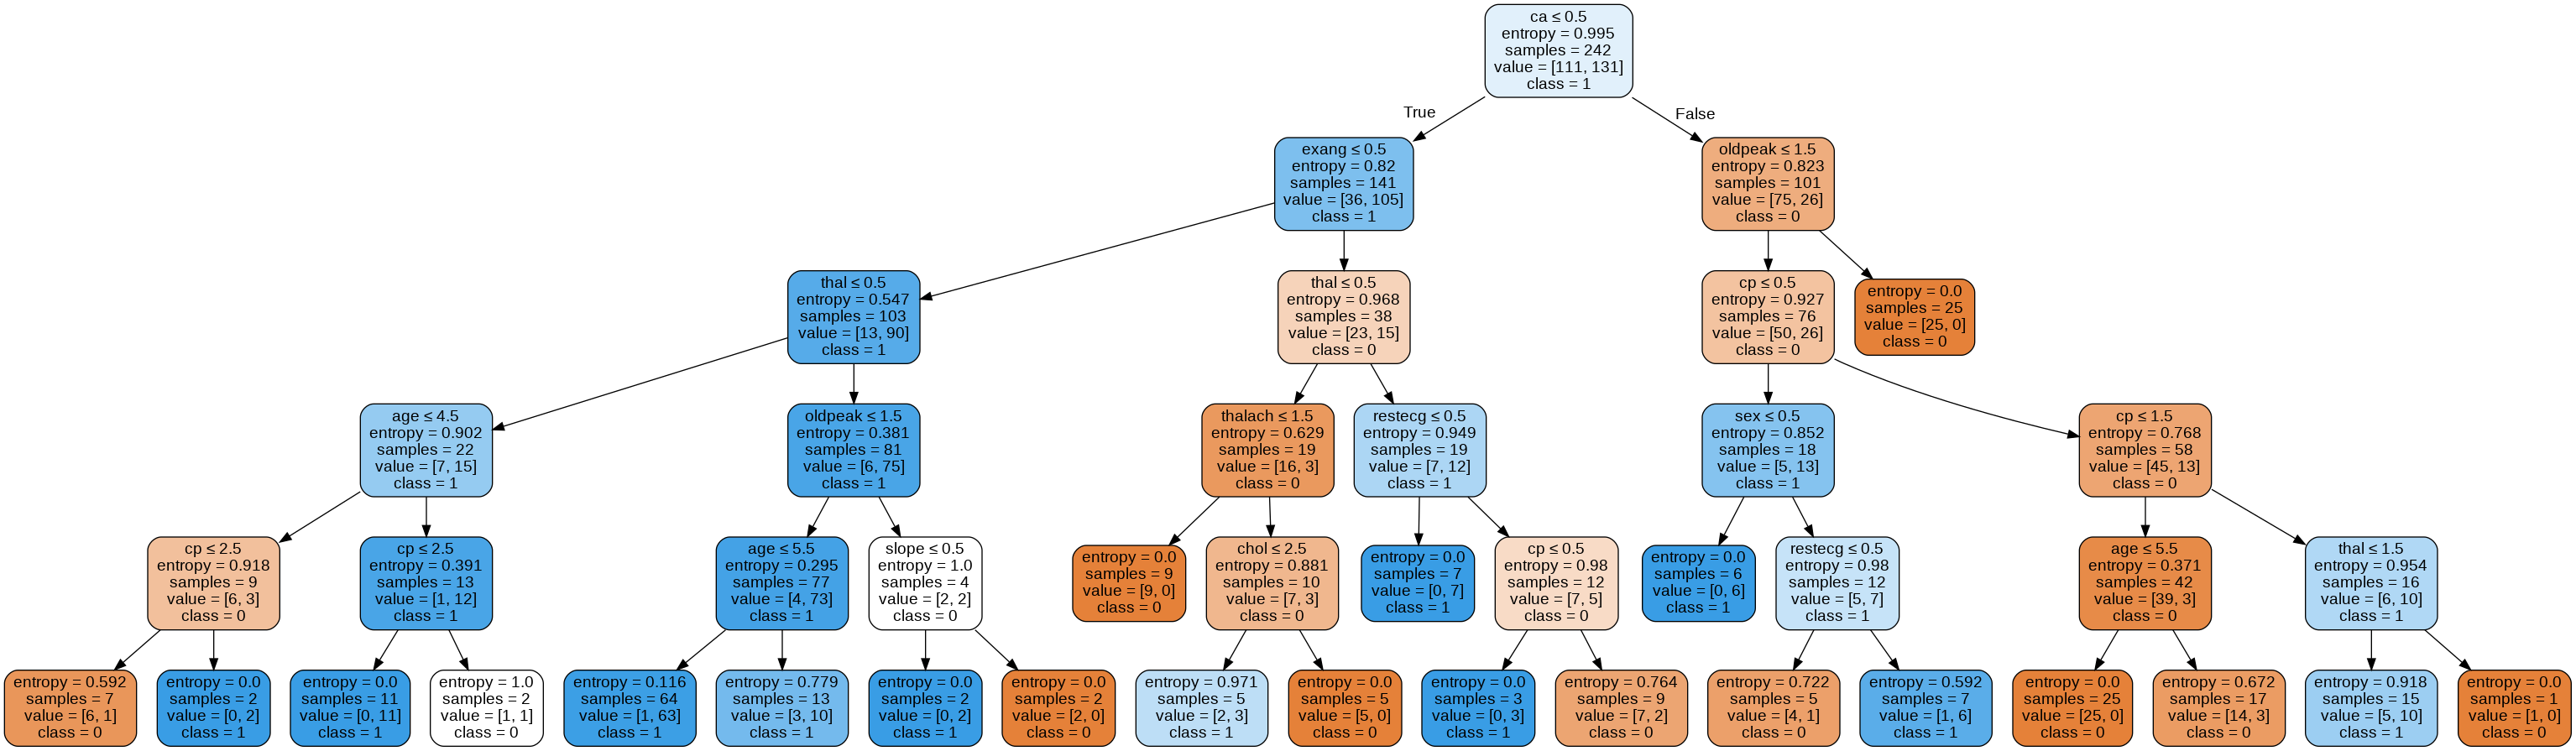 ca ≤ 0.5
entropy = 0.995
samples = 242
value = [111, 131]
class = 1
True
False
exang ≤ 0.5
entropy = 0.82
samples = 141
value = [36, 105]
class = 1
oldpeak ≤ 1.5
entropy = 0.823
samples = 101
value = [75, 26]
class = 0
thal ≤ 0.5
entropy = 0.547
samples = 103
value = [13, 90]
class = 1
thal ≤ 0.5
entropy = 0.968
samples = 38
value = [23, 15]
class = 0
cp ≤ 0.5
entropy = 0.927
samples = 76
value = [50, 26]
class = 0
entropy = 0.0
samples = 25
value = [25, 0]
class = 0
age ≤ 4.5
entropy = 0.902
samples = 22
value = [7, 15]
class = 1
oldpeak ≤ 1.5
entropy = 0.381
samples = 81
value = [6, 75]
class = 1
thalach ≤ 1.5
entropy = 0.629
samples = 19
value = [16, 3]
class = 0
restecg ≤ 0.5
entropy = 0.949
samples = 19
value = [7, 12]
class = 1
sex ≤ 0.5
entropy = 0.852
samples = 18
value = [5, 13]
class = 1
cp ≤ 1.5
entropy = 0.768
samples = 58
value = [45, 13]
class = 0
cp ≤ 2.5
entropy = 0.918
samples = 9
value = [6, 3]
class = 0
cp ≤ 2.5
entropy = 0.391
samples = 13
value = [1, 12]
class = 1
age ≤ 5.5
entropy = 0.295
samples = 77
value = [4, 73]
class = 1
slope ≤ 0.5
entropy = 1.0
samples = 4
value = [2, 2]
class = 0
entropy = 0.0
samples = 9
value = [9, 0]
class = 0
chol ≤ 2.5
entropy = 0.881
samples = 10
value = [7, 3]
class = 0
entropy = 0.0
samples = 7
value = [0, 7]
class = 1
cp ≤ 0.5
entropy = 0.98
samples = 12
value = [7, 5]
class = 0
entropy = 0.0
samples = 6
value = [0, 6]
class = 1
restecg ≤ 0.5
entropy = 0.98
samples = 12
value = [5, 7]
class = 1
age ≤ 5.5
entropy = 0.371
samples = 42
value = [39, 3]
class = 0
thal ≤ 1.5
entropy = 0.954
samples = 16
value = [6, 10]
class = 1
entropy = 0.592
samples = 7
value = [6, 1]
class = 0
entropy = 0.0
samples = 2
value = [0, 2]
class = 1
entropy = 0.0
samples = 11
value = [0, 11]
class = 1
entropy = 1.0
samples = 2
value = [1, 1]
class = 0
entropy = 0.116
samples = 64
value = [1, 63]
class = 1
entropy = 0.779
samples = 13
value = [3, 10]
class = 1
entropy = 0.0
samples = 2
value = [0, 2]
class = 1
entropy = 0.0
samples = 2
value = [2, 0]
class = 0
entropy = 0.971
samples = 5
value = [2, 3]
class = 1
entropy = 0.0
samples = 5
value = [5, 0]
class = 0
entropy = 0.0
samples = 3
value = [0, 3]
class = 1
entropy = 0.764
samples = 9
value = [7, 2]
class = 0
entropy = 0.722
samples = 5
value = [4, 1]
class = 0
entropy = 0.592
samples = 7
value = [1, 6]
class = 1
entropy = 0.0
samples = 25
value = [25, 0]
class = 0
entropy = 0.672
samples = 17
value = [14, 3]
class = 0
entropy = 0.918
samples = 15
value = [5, 10]
class = 1
entropy = 0.0
samples = 1
value = [1, 0]
class = 0